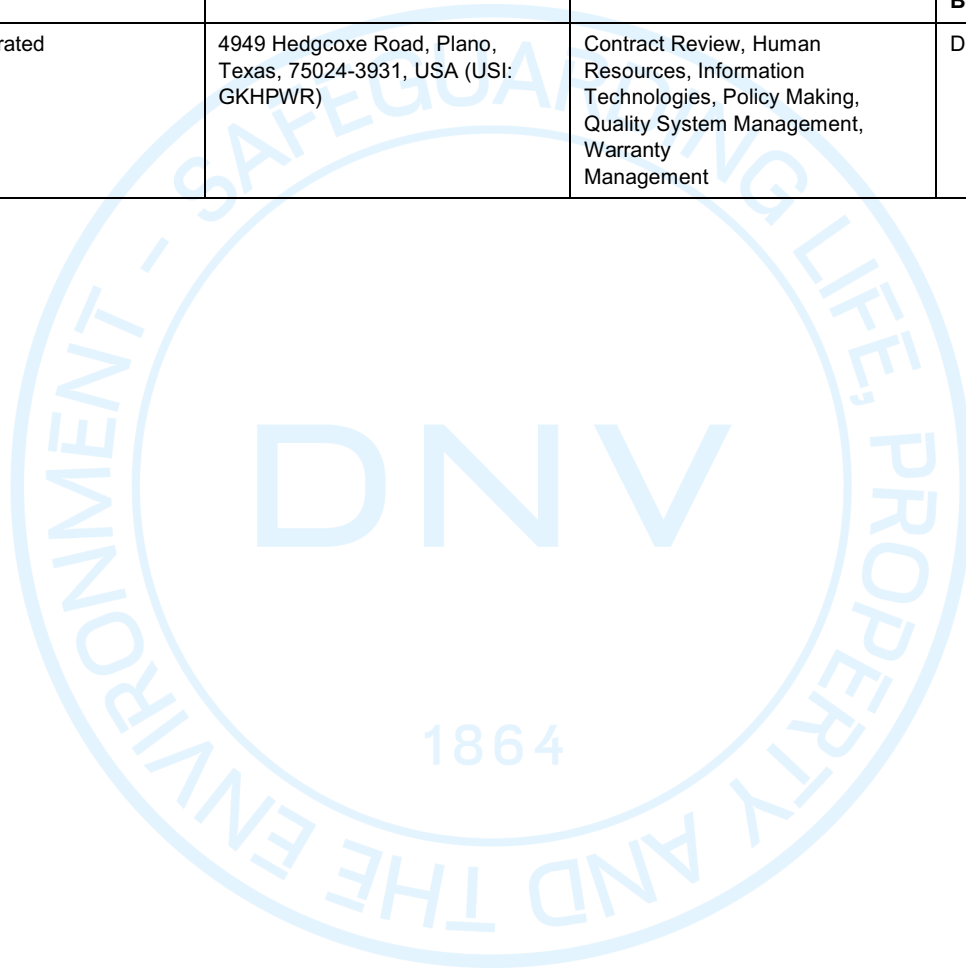 B
rated
4949 Hedgcoxe Road, Plano,
Texas, 75024-3931, USA (USI:
GKHPWR)
Contract Review, Human
Resources, Information
Technologies, Policy Making,
Quality System Management,
Warranty
Management
D
SAFEGUARDING LIFE, PROPERTY AND THE ENVIRONMENT -
DNV
1864